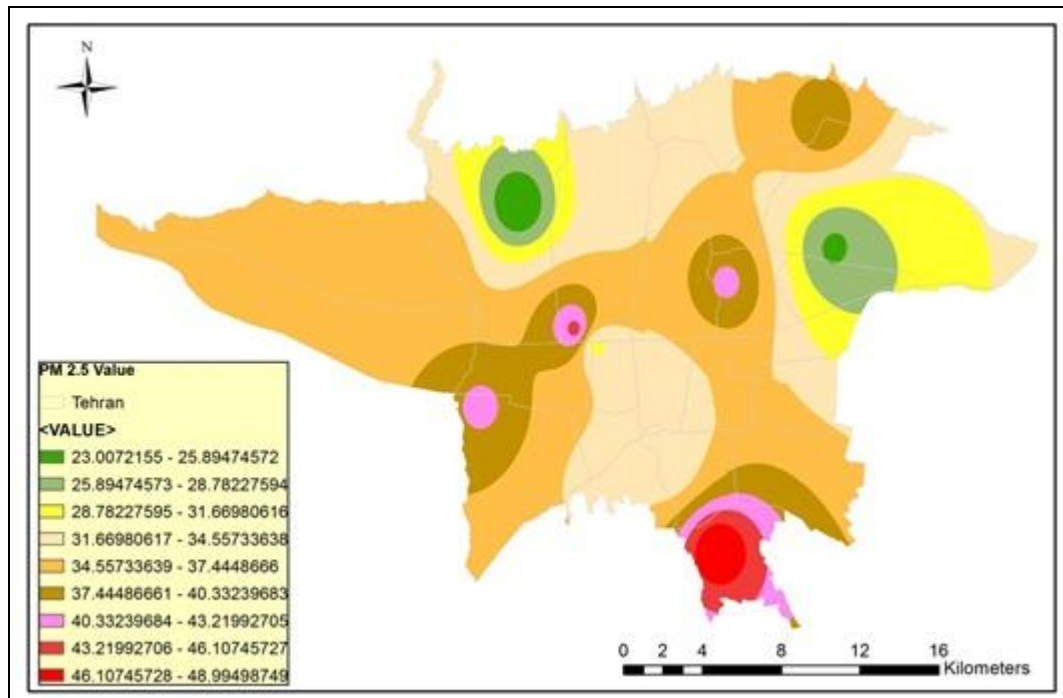 N
PM 2.5 Value
Tehran
<VALUE>
23.0072155 - 25.89474572
25.89474573 - 28.78227594
28.78227595 - 31.66980616
31.66980617 - 34.55733638
34.55733639 - 37.4448666
37.44486661 - 40.33239683
40.33239684 - 43.21992705
43.21992706 - 46.10745727
46.10745728 - 48.99498749
0 2 4 8 12 16
Kilometers